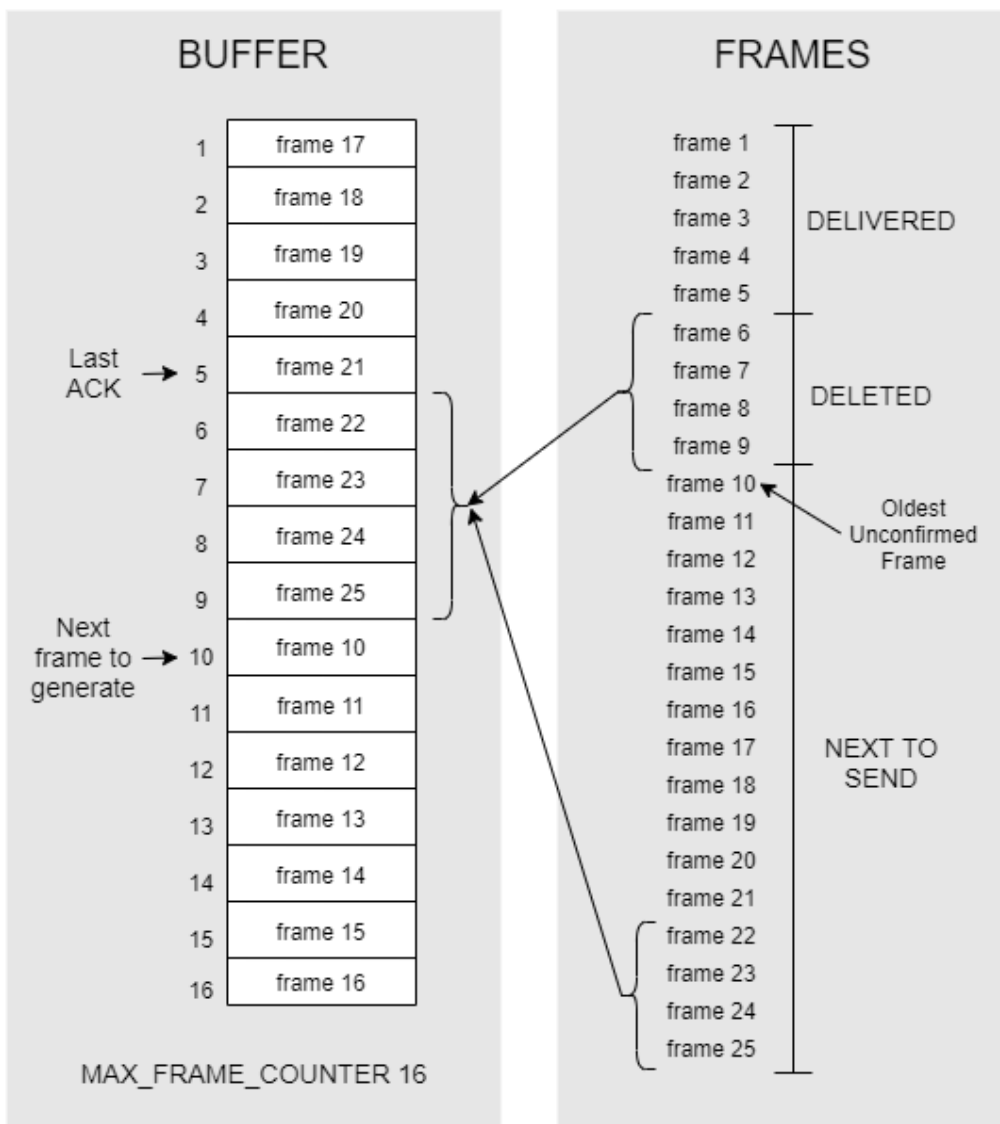 BUFFER
1
frame 17
2
frame 18
3
frame 19
4
frame 20
Last
ACK
5
frame 21
6
frame 22
7
frame 23
8
frame 24
9
frame 25
Next
frame to
generate
10
frame 10
11
frame 11
12
frame 12
13
frame 13
14
frame 14
15
frame 15
16
frame 16
MAX_FRAME_COUNTER 16
FRAMES
frame 1
frame 2
frame 3
frame 4
frame 5
DELIVERED
frame 6
frame 7
frame 8
frame 9
DELETED
frame 10
Oldest
Unconfirmed
Frame
frame 11
frame 12
frame 13
frame 14
frame 15
frame 16
frame 17
frame 18
frame 19
frame 20
frame 21
frame 22
frame 23
frame 24
frame 25
NEXT TO
SEND